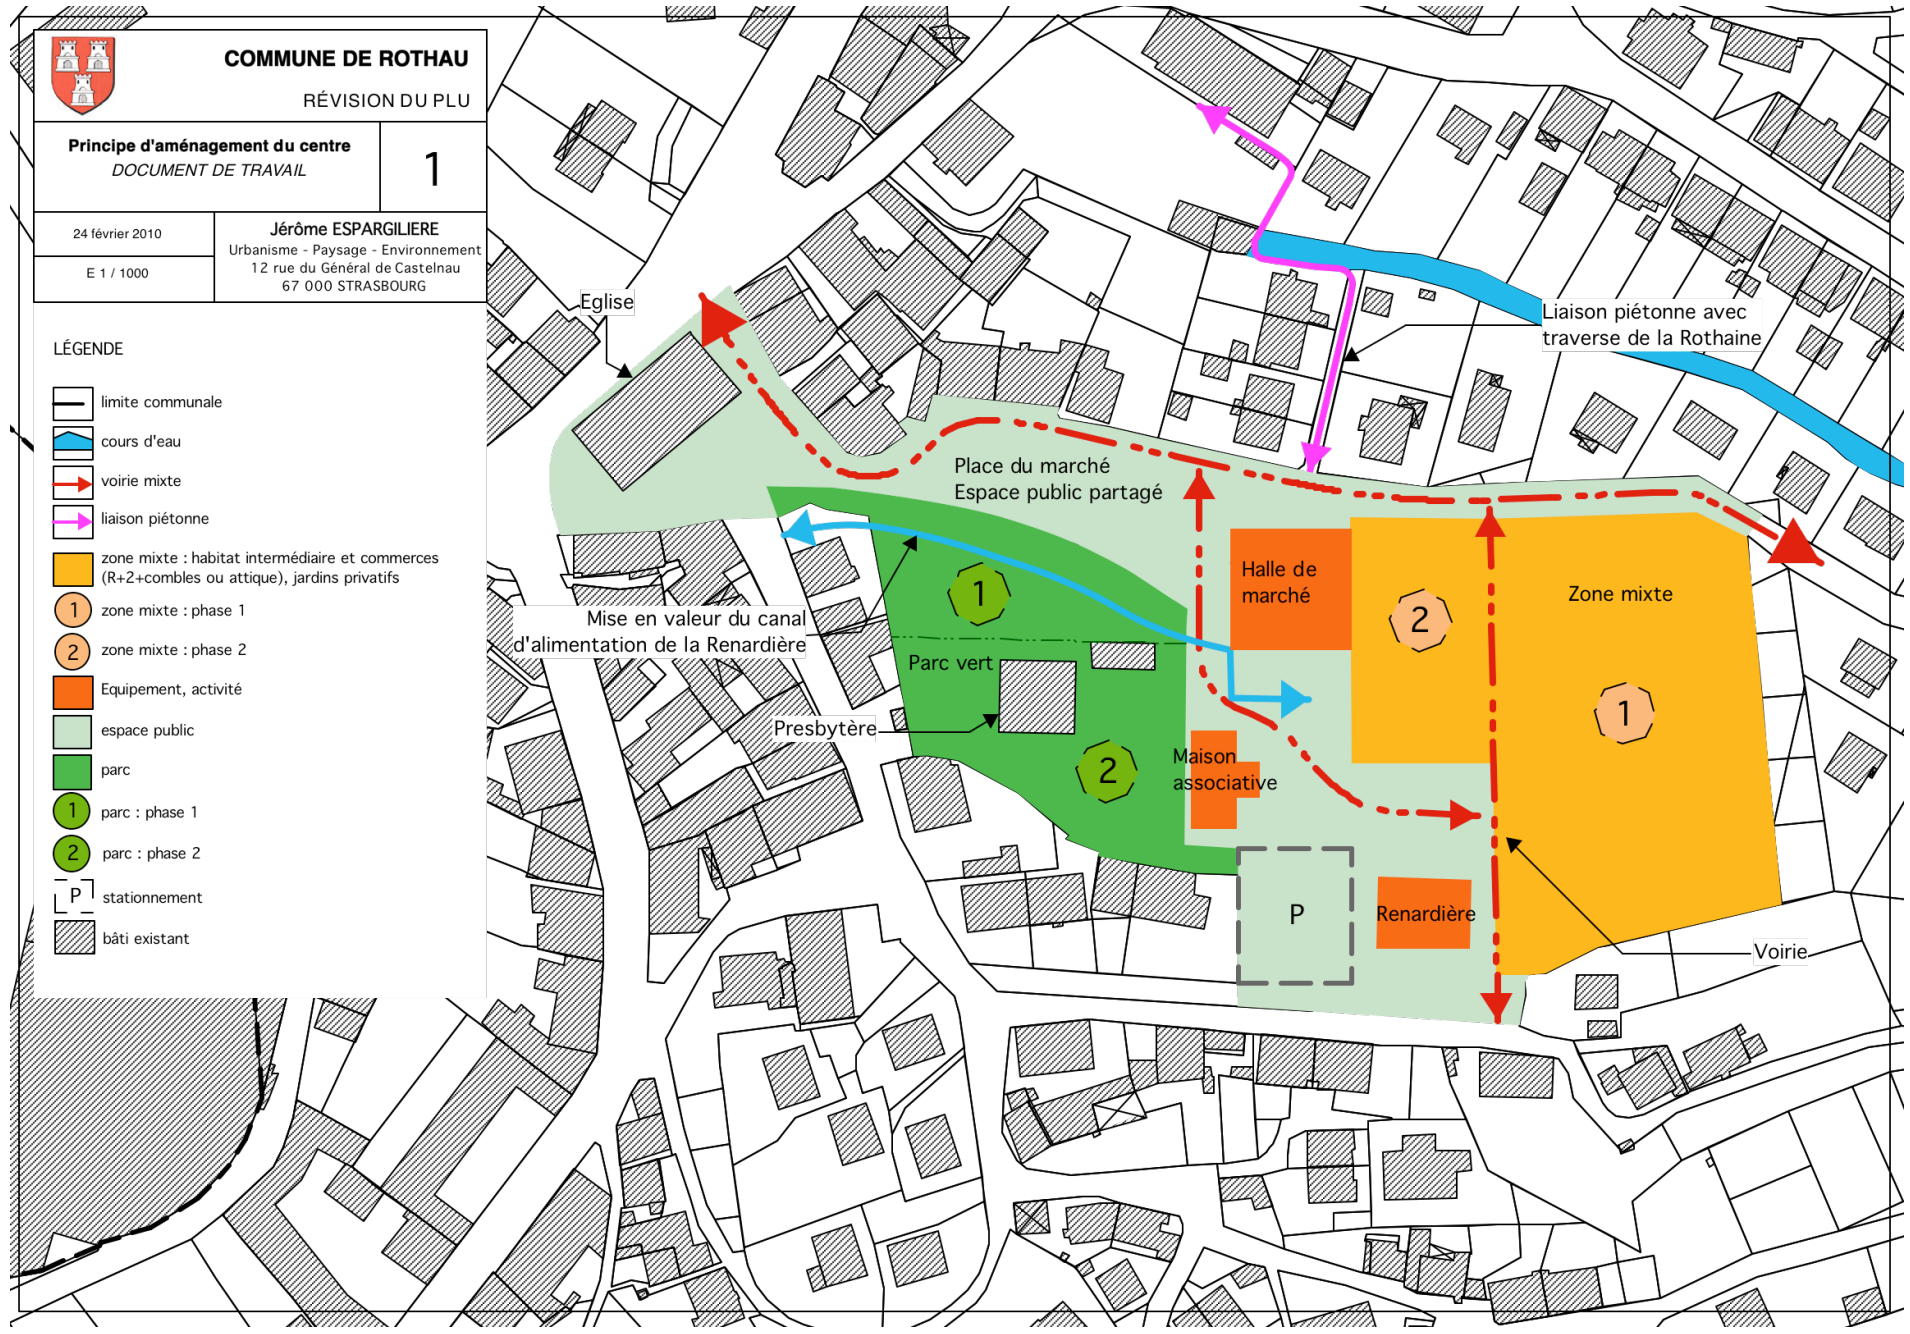 COMMUNE DE ROTHAU
RÉVISION DU PLU
Principe d'aménagement du centre
DOCUMENT DE TRAVAIL
1
24 février 2010
E 1 / 1000
Jérôme ESPARGILIERE
Urbanisme - Paysage - Environnement
12 rue du Général de Castelnau
67 000 STRASBOURG
LÉGENDE
limite communale
cours d'eau
voirie mixte
liaison piétonne
zone mixte : habitat intermédiaire et commerces
(R+2+combles ou attique), jardins privatifs
1 zone mixte : phase 1
2 zone mixte : phase 2
Equipement, activité
espace public
parc
1 parc : phase 1
2 parc : phase 2
P stationnement
bâti existant
Eglise
Liaison piétonne avec
traverse de la Rothaine
Place du marché
Espace public partagé
Halle de
marché
Zone mixte
1
2
1
Mise en valeur du canal
d'alimentation de la Renardière
Parc vert
Presbytère
2
Maison
associative
P
Renardière
Voirie